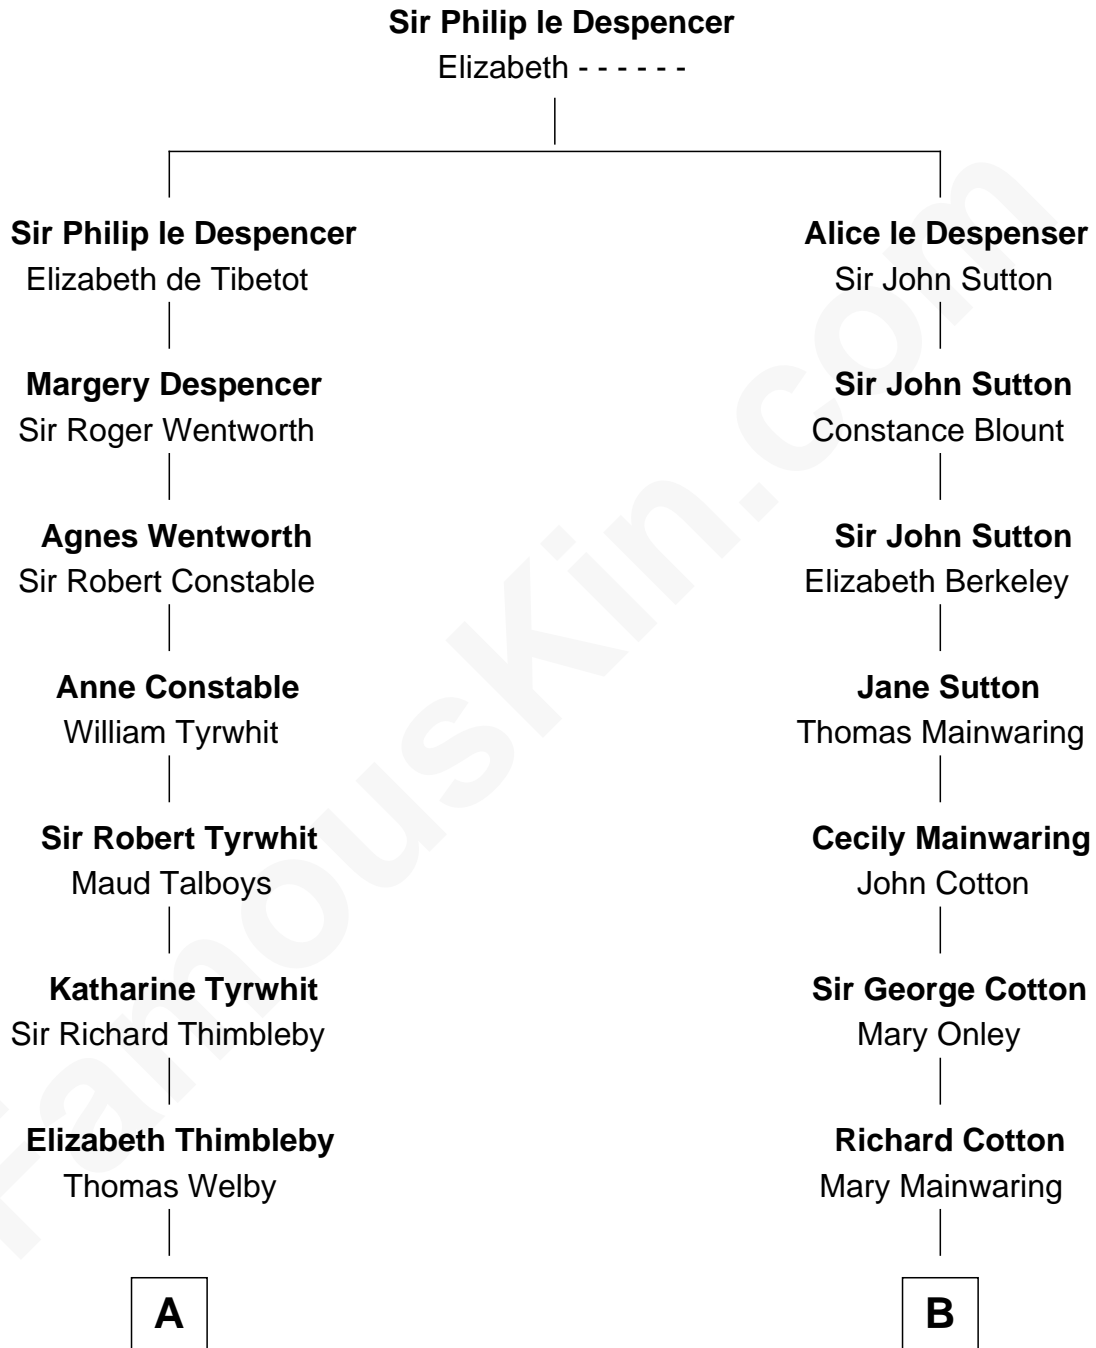 Sir Philip le Despencer
Elizabeth - - - - - -
Sir Philip le Despencer
Elizabeth de Tibetot
Margery Despencer
Sir Roger Wentworth
Agnes Wentworth
Sir Robert Constable
Anne Constable
William Tyrwhit
Sir Robert Tyrwhit
Maud Talboys
Katharine Tyrwhit
Sir Richard Thimbleby
Elizabeth Thimbleby
Thomas Welby
A
Alice le Despenser
Sir John Sutton
Sir John Sutton
Constance Blount
Sir John Sutton
Elizabeth Berkeley
Jane Sutton
Thomas Mainwaring
Cecily Mainwaring
John Cotton
Sir George Cotton
Mary Onley
Richard Cotton
Mary Mainwaring
B
FamousKin.com